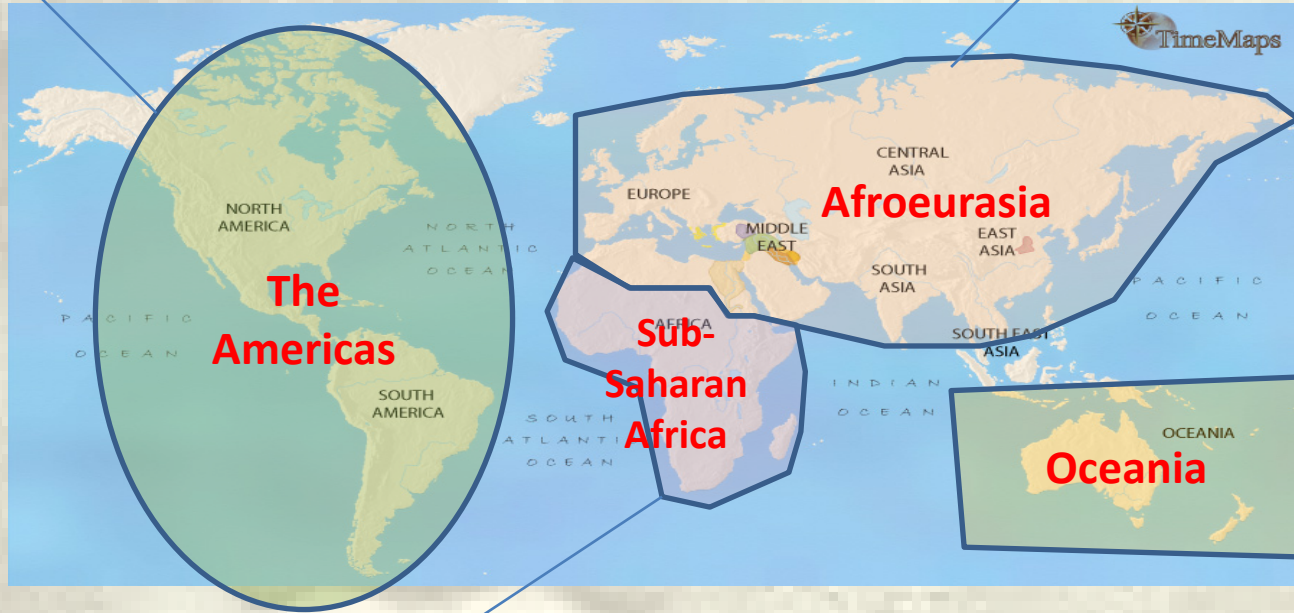 TimeMaps
NORTH
AMERICA
The
Americas
SOUTH
AMERICA
PACIFIC
OCEAN
NORTH
ATLANTIC
OCEAN
SOUTH
ATLANTI
OCEAN
EUROPE
CENTRAL
ASIA
Afroeurasia
MIDDLE
EAST
EAST
ASIA
SOUTH
ASIA
SOUTH EAST
ASIA
AFRICA
Sub-
Saharan
Africa
INDIAN
OCEAN
PACIFIC
OCEAN
OCEANIA
Oceania